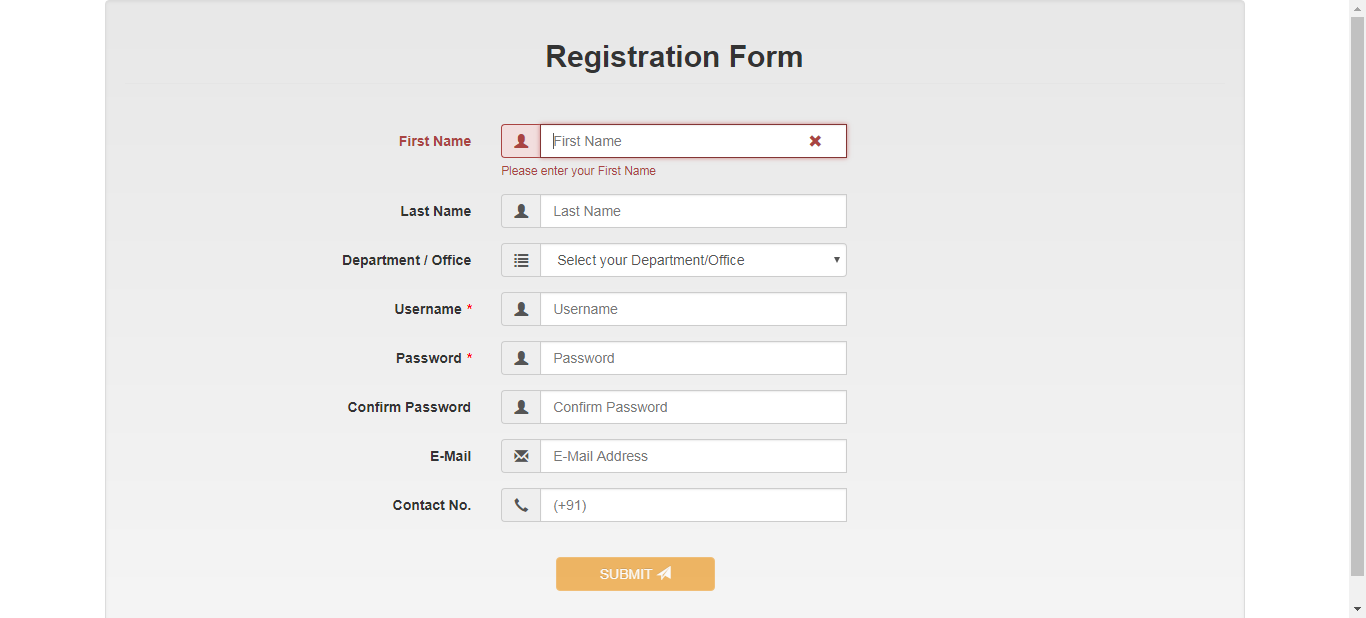 Registration Form
First Name First Name
Please enter your First Name
Last Name Last Name
Department / Office Select your Department/Office
Username * Username
Password * Password
Confirm Password Confirm Password
E-Mail E-Mail Address
Contact No. (+91)
SUBMIT